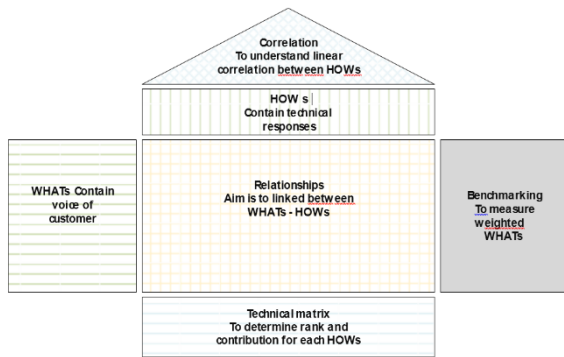 Correlation
To understand linear
correlation between HOWs
HOW s
Contain technical
responses
WHATs Contain
voice of
customer
Relationships
Aim is to linked between
WHATs - HOWs
Benchmarking
To measure
weighted
WHATs
Technical matrix
To determine rank and
contribution for each HOWs